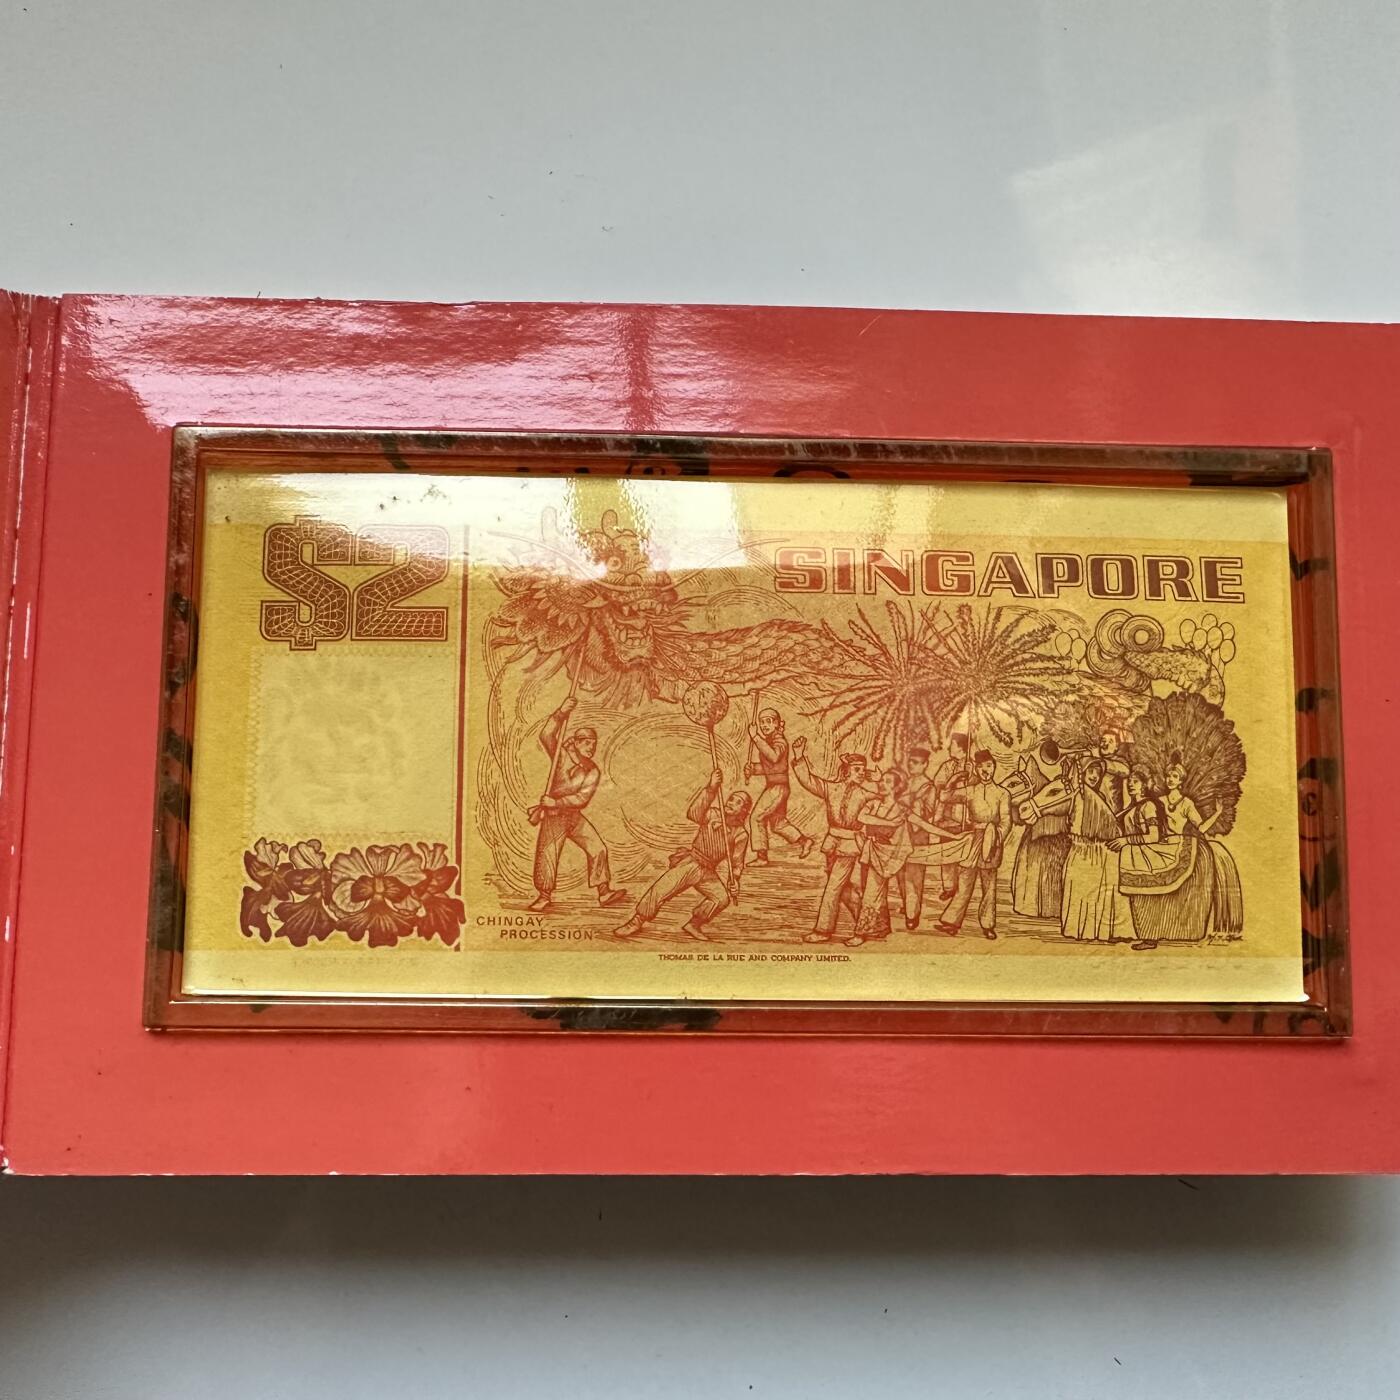 $2
SINGAPORE
CHINGAY
PROCESSION
THOMAS DE LA RUE AND COMPANY LIMITED.